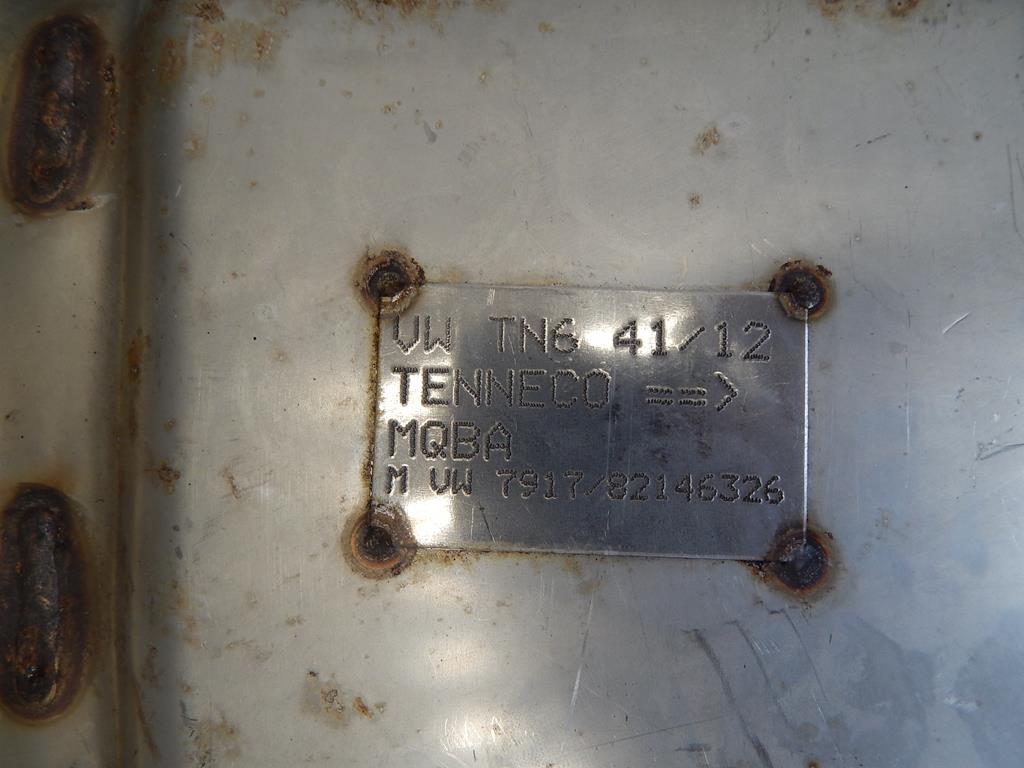 VW TN6 41/12
TENNECO ==>
MQBA
M VW 7917/82146326